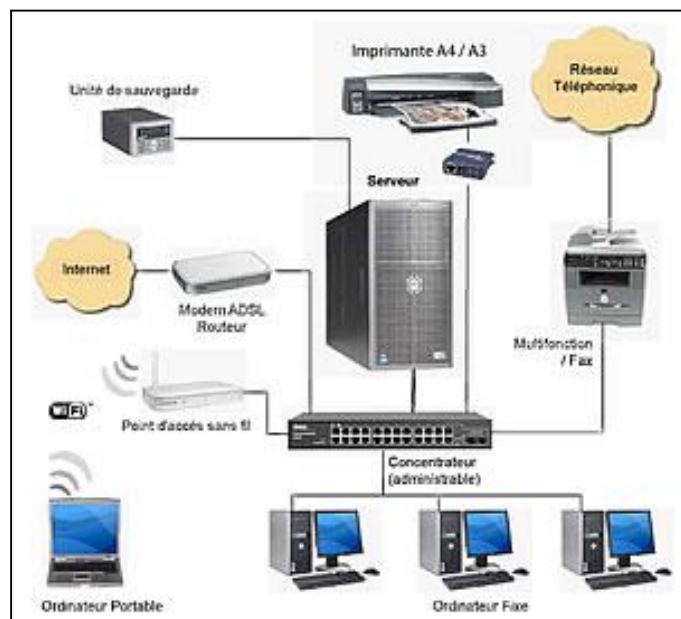 Imprimante A4 / A3
Réseau
Téléphonique
Unité de sauvegarde
Serveur
Internet
Modem ADSL
Routeur
Multifonction
/ Fax
WiFi
Point d'accès sans fil
Concentrateur
(administrable)
Ordinateur Portable
Ordinateur Fixe